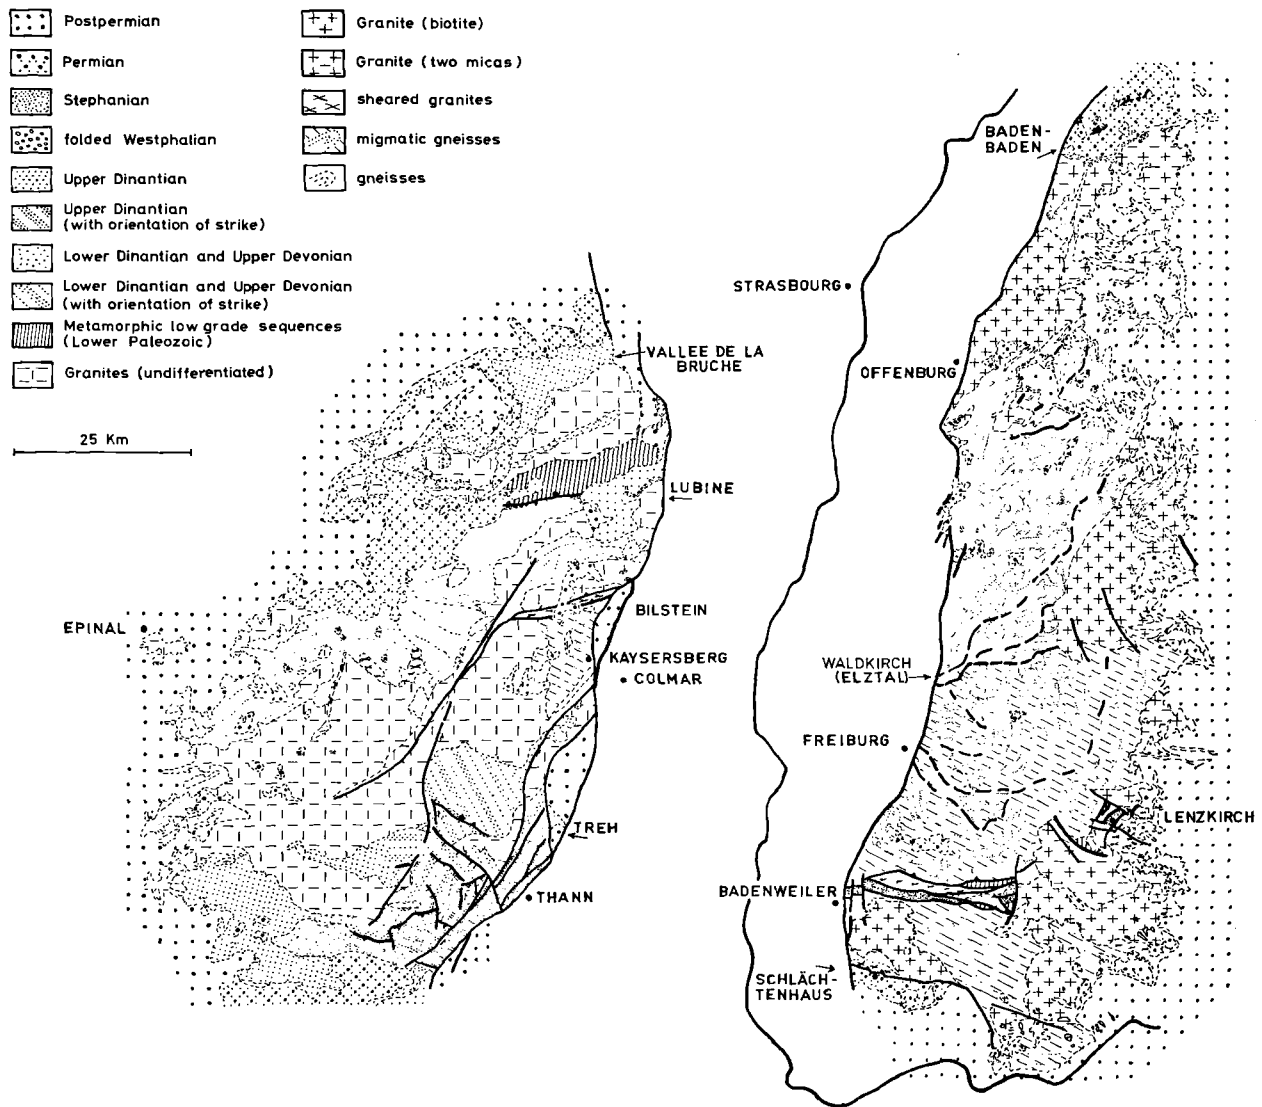 Postpermian
Permian
Stephanian
folded Westphalian
Upper Dinantian
Upper Dinantian
(with orientation of strike)
Lower Dinantian and Upper Devonian
Lower Dinantian and Upper Devonian
(with orientation of strike)
Metamorphic low grade sequences
(Lower Paleozoic)
Granites (undifferentiated)
Granite (biotite)
Granite (two micas)
sheared granites
migmatic gneisses
gneisses
25 Km
VALLEE DE LA
BRUCHE
LUBINE
BILSTEIN
EPINAL
KAYSERSBERG
COLMAR
TREH
THANN
BADEN-
BADEN
STRASBOURG
OFFENBURG
WALDKIRCH
(ELZTAL)
FREIBURG
LENZKIRCH
BADENWEILER
SCHLÄCH-
TENHAUS